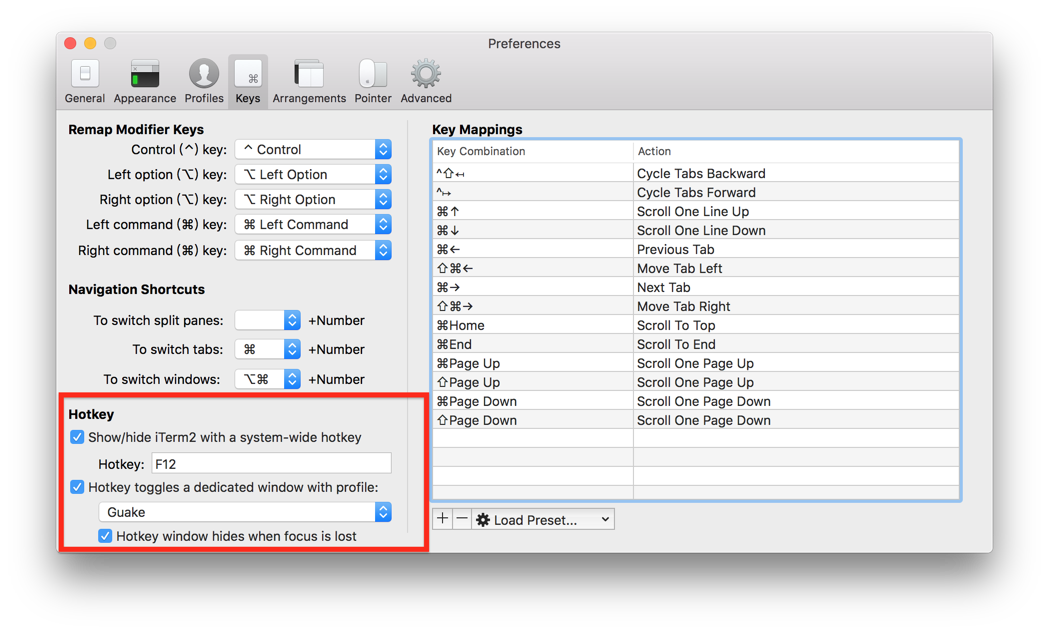 Preferences
General Appearance Profiles Keys Arrangements Pointer Advanced
Remap Modifier Keys
Control (^) key: ^ Control
Left option (⌥) key: ⌥ Left Option
Right option (⌥) key: ⌥ Right Option
Left command (⌘) key: ⌘ Left Command
Right command (⌘) key: ⌘ Right Command
Navigation Shortcuts
To switch split panes: +Number
To switch tabs: ⌘ +Number
To switch windows: ⌥⌘ +Number
Hotkey
Show/hide iTerm2 with a system-wide hotkey
Hotkey: F12
Hotkey toggles a dedicated window with profile:
Guake
Hotkey window hides when focus is lost
Key Mappings
Key Combination Action
^⇧↤ Cycle Tabs Backward
^↦ Cycle Tabs Forward
⌘↑ Scroll One Line Up
⌘↓ Scroll One Line Down
⌘← Previous Tab
⇧⌘← Move Tab Left
⌘→ Next Tab
⇧⌘→ Move Tab Right
⌘Home Scroll To Top
⌘End Scroll To End
⌘Page Up Scroll One Page Up
⇧Page Up Scroll One Page Up
⌘Page Down Scroll One Page Down
⇧Page Down Scroll One Page Down
+ − Load Preset...